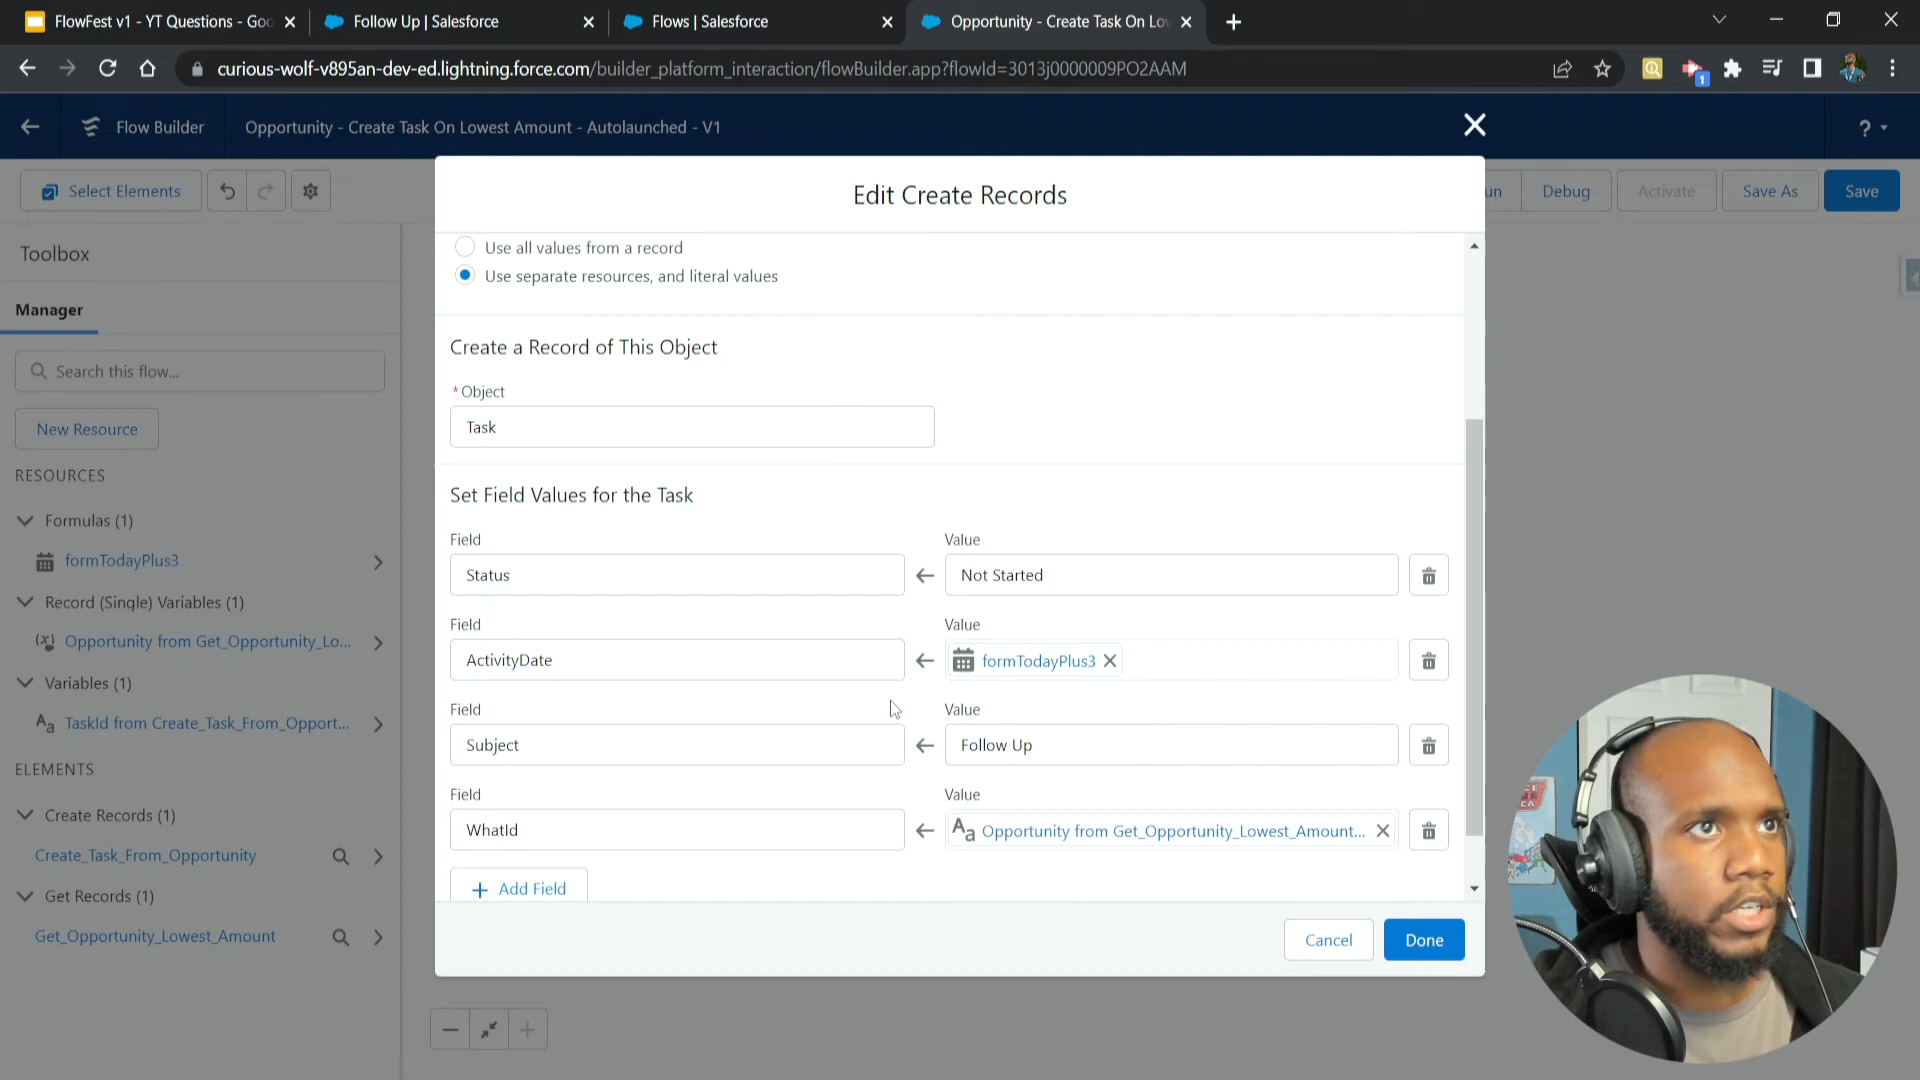 FlowFest v1 - YT Questions - Goo
Follow Up | Salesforce
Flows | Salesforce
Opportunity - Create Task On Lo
curious-wolf-v895an-dev-ed.lightning.force.com/builder_platform_interaction/flowBuilder.app?flowId=3013j0000009PO2AAM
1
Flow Builder
Opportunity - Create Task On Lowest Amount - Autolaunched - V1
?
Select Elements
Debug
Activate
Save As
Save
Toolbox
Manager
Search this flow...
New Resource
RESOURCES
Formulas (1)
formTodayPlus3
Record (Single) Variables (1)
Opportunity from Get_Opportunity_Lo...
Variables (1)
TaskId from Create_Task_From_Opport...
ELEMENTS
Create Records (1)
Create_Task_From_Opportunity
Get Records (1)
Get_Opportunity_Lowest_Amount
Edit Create Records
Use all values from a record
Use separate resources, and literal values
Create a Record of This Object
* Object
Task
Set Field Values for the Task
Field
Value
Status
Not Started
Field
Value
ActivityDate
formTodayPlus3
Field
Value
Subject
Follow Up
Field
Value
WhatId
Aa Opportunity from Get_Opportunity_Lowest_Amount...
+ Add Field
Cancel
Done